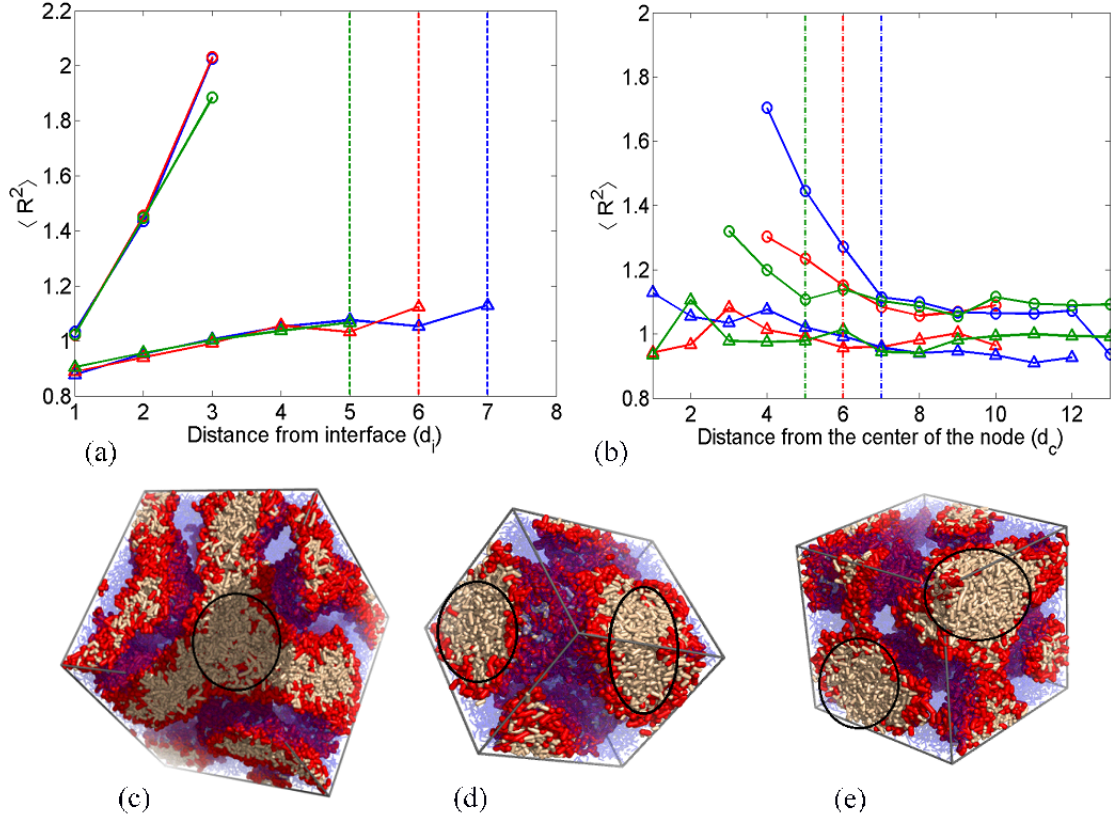 2.2
2
1.8
1.6
1.4
1.2
1
0.8
⟨ R² ⟩
1 2 3 4 5 6 7 8
Distance from interface (d_i)
(a)
2
1.8
1.6
1.4
1.2
1
0.8
⟨ R² ⟩
2 4 6 8 10 12
Distance from the center of the node (d_c)
(b)
(c)
(d)
(e)